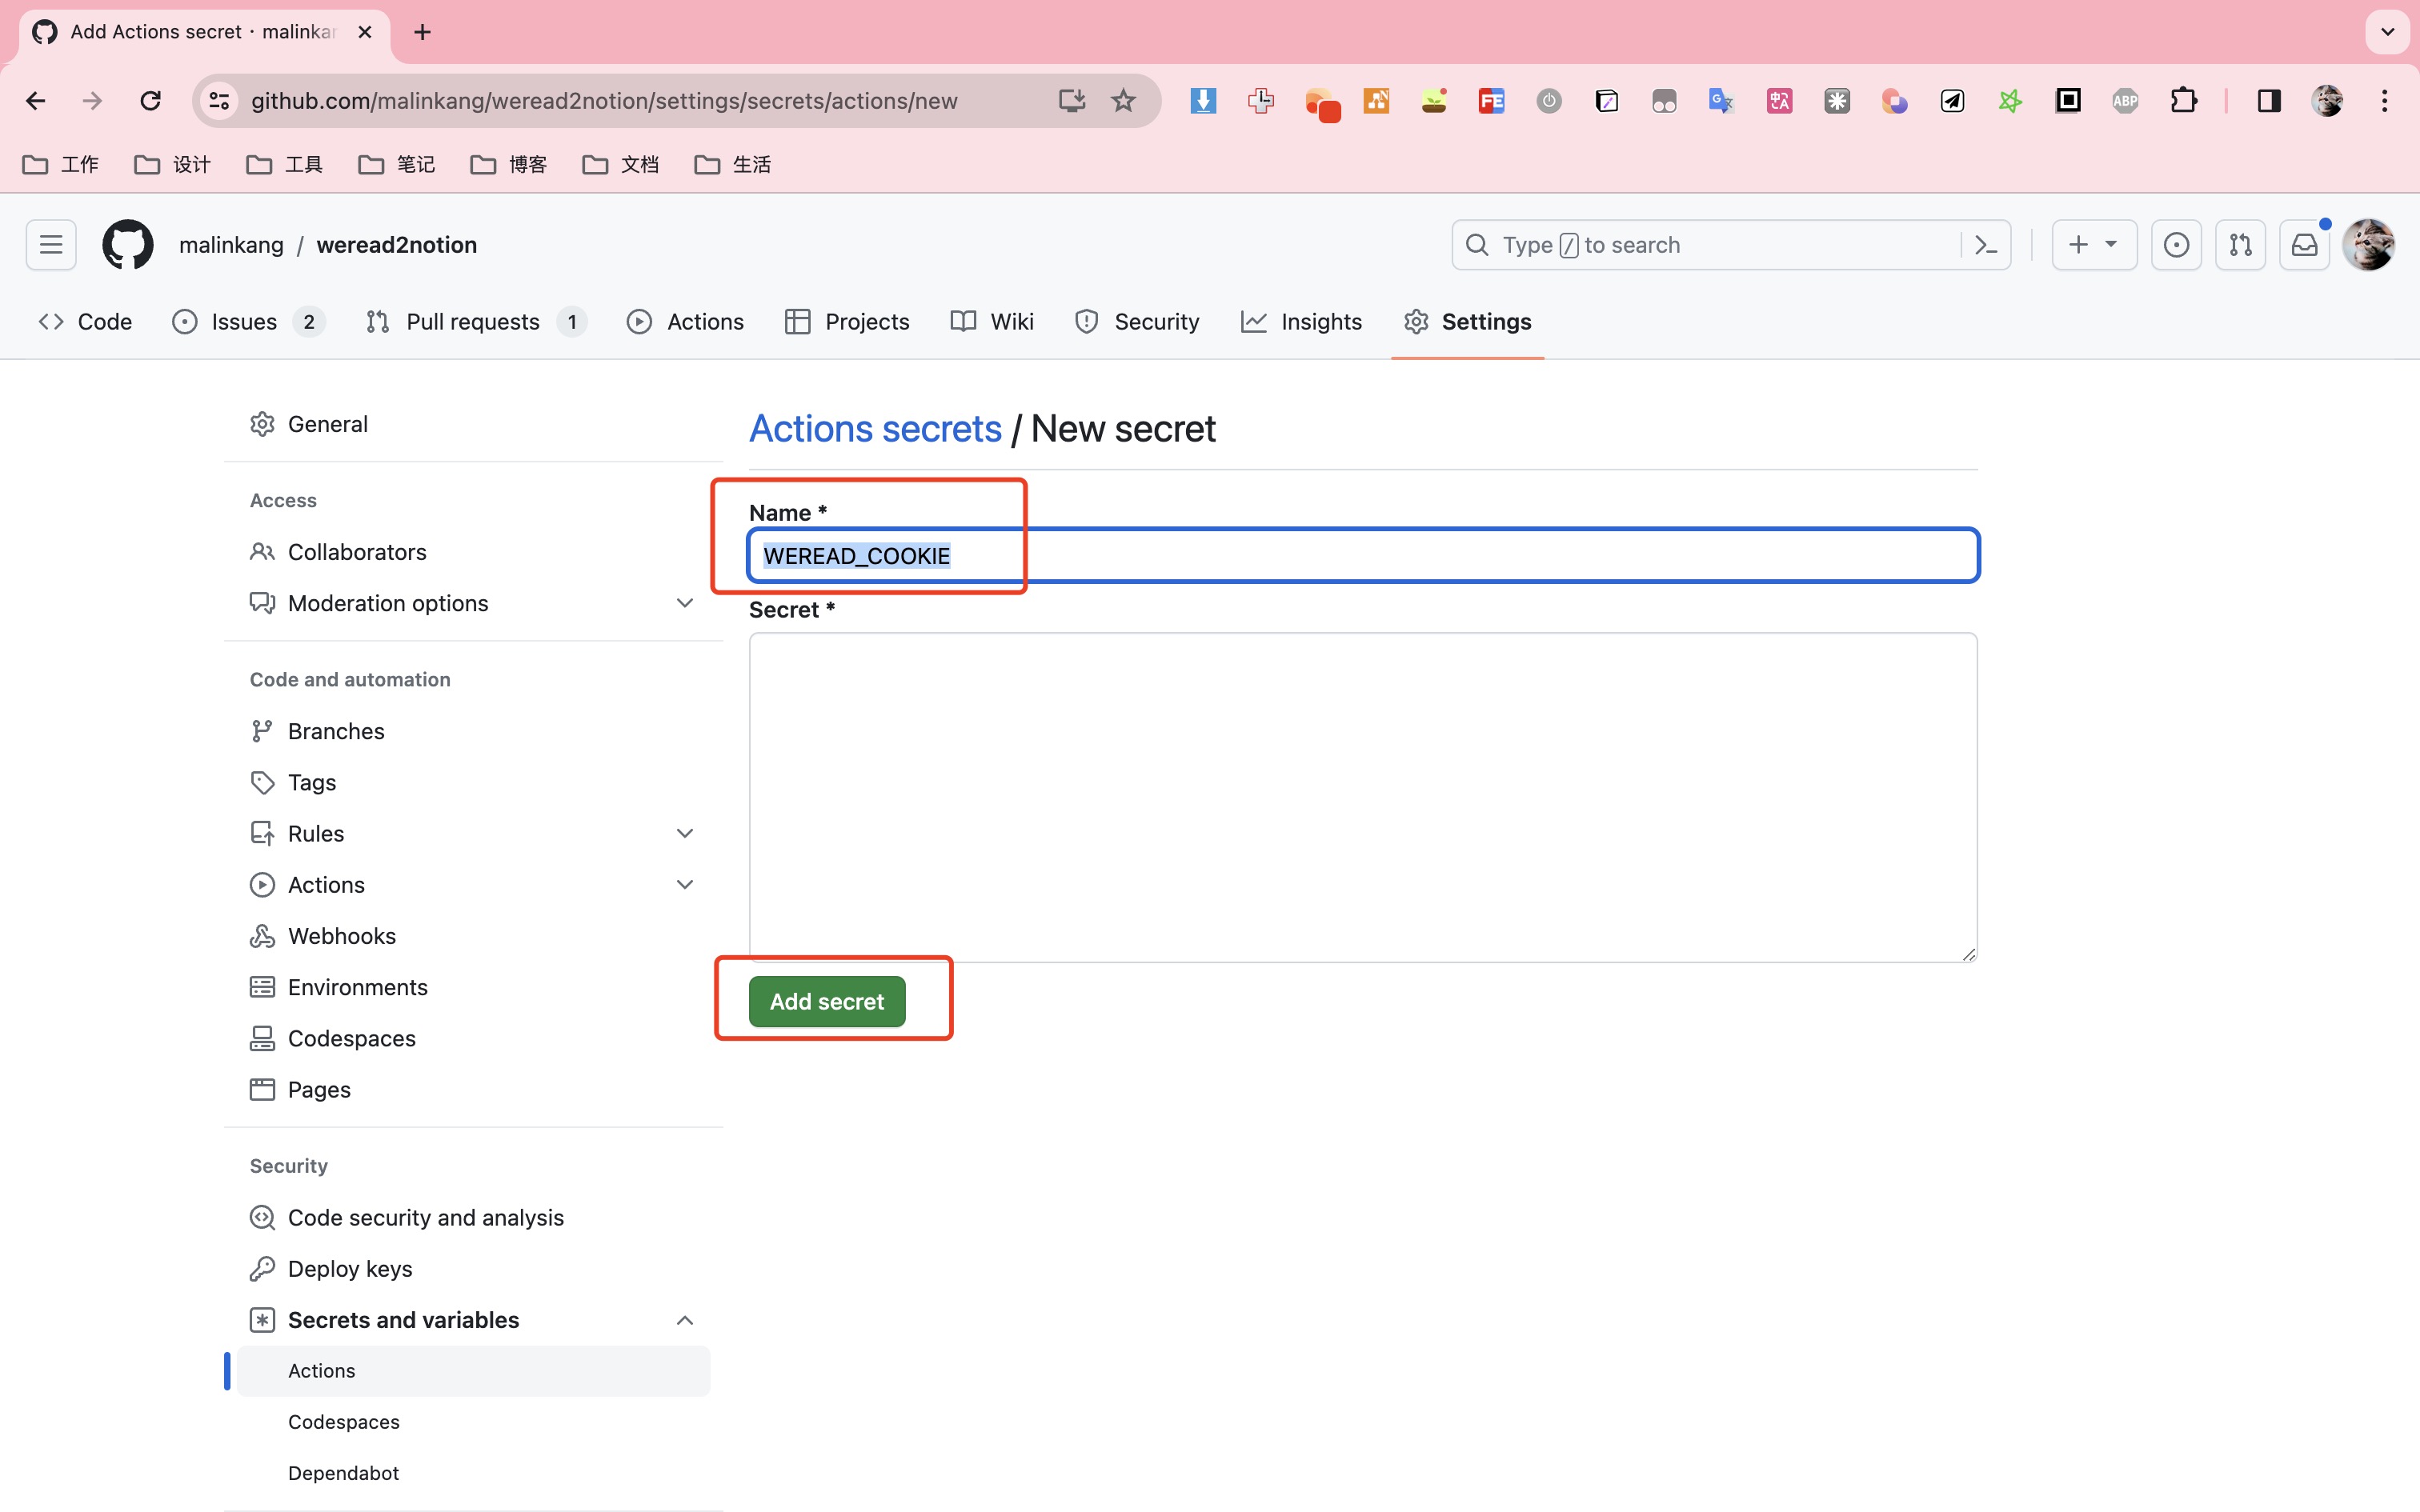 Add Actions secret · malinkar
github.com/malinkang/weread2notion/settings/secrets/actions/new
FE
中A
ABP
工作
设计
工具
笔记
博客
文档
生活
malinkang / weread2notion
Type / to search
Code
Issues 2
Pull requests 1
Actions
Projects
Wiki
Security
Insights
Settings
General
Access
Collaborators
Moderation options
Code and automation
Branches
Tags
Rules
Actions
Webhooks
Environments
Codespaces
Pages
Security
Code security and analysis
Deploy keys
Secrets and variables
Actions
Codespaces
Dependabot
Actions secrets / New secret
Name *
WEREAD_COOKIE
Secret *
Add secret